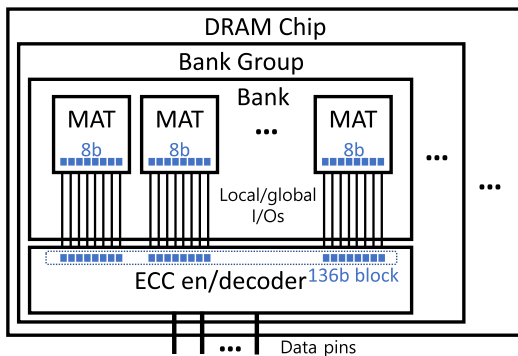 DRAM Chip
Bank Group
Bank
MAT MAT ... MAT
8b 8b 8b
... ...
Local/global
I/Os
ECC en/decoder 136b block
... Data pins